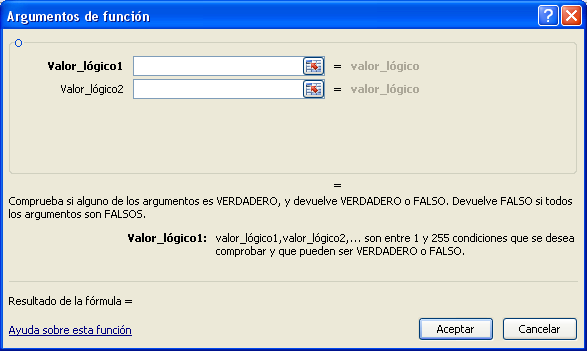 Argumentos de función
O
Valor_lógico1 = valor_lógico
Valor_lógico2 = valor_lógico
=
Comprueba si alguno de los argumentos es VERDADERO, y devuelve VERDADERO o FALSO. Devuelve FALSO si todos
los argumentos son FALSOS.
Valor_lógico1: valor_lógico1,valor_lógico2,... son entre 1 y 255 condiciones que se desea
comprobar y que pueden ser VERDADERO o FALSO.
Resultado de la fórmula =
Ayuda sobre esta función Aceptar Cancelar